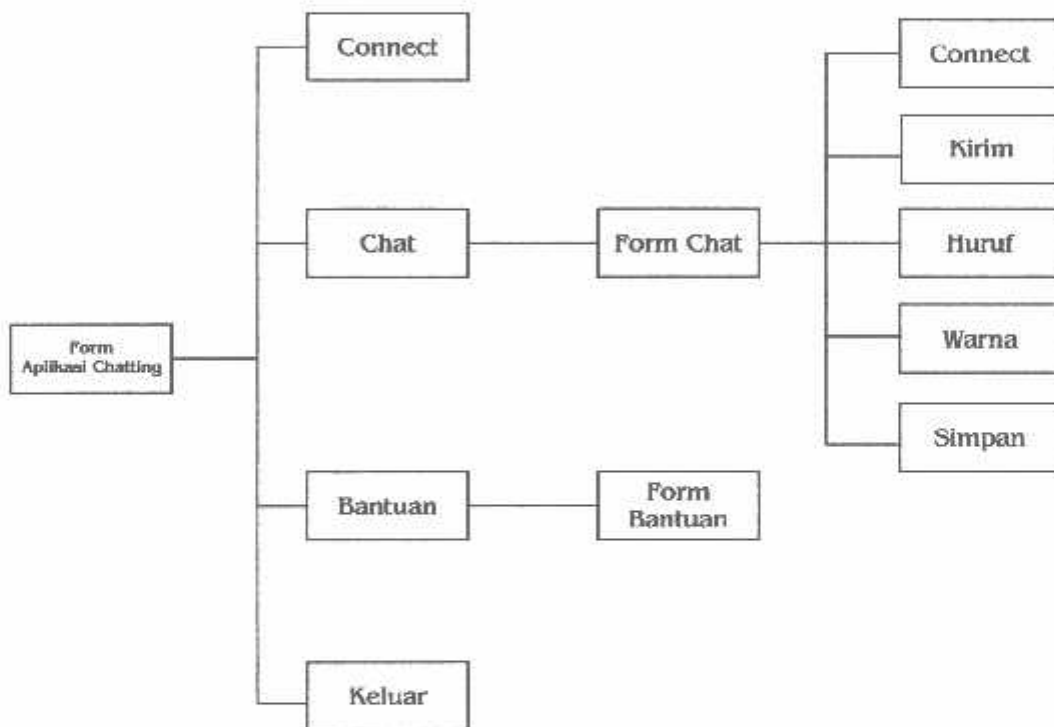 Connect
Connect
Kirim
Chat
Form Chat
Huruf
Form
Aplikasi Chatting
Warna
Simpan
Bantuan
Form
Bantuan
Keluar